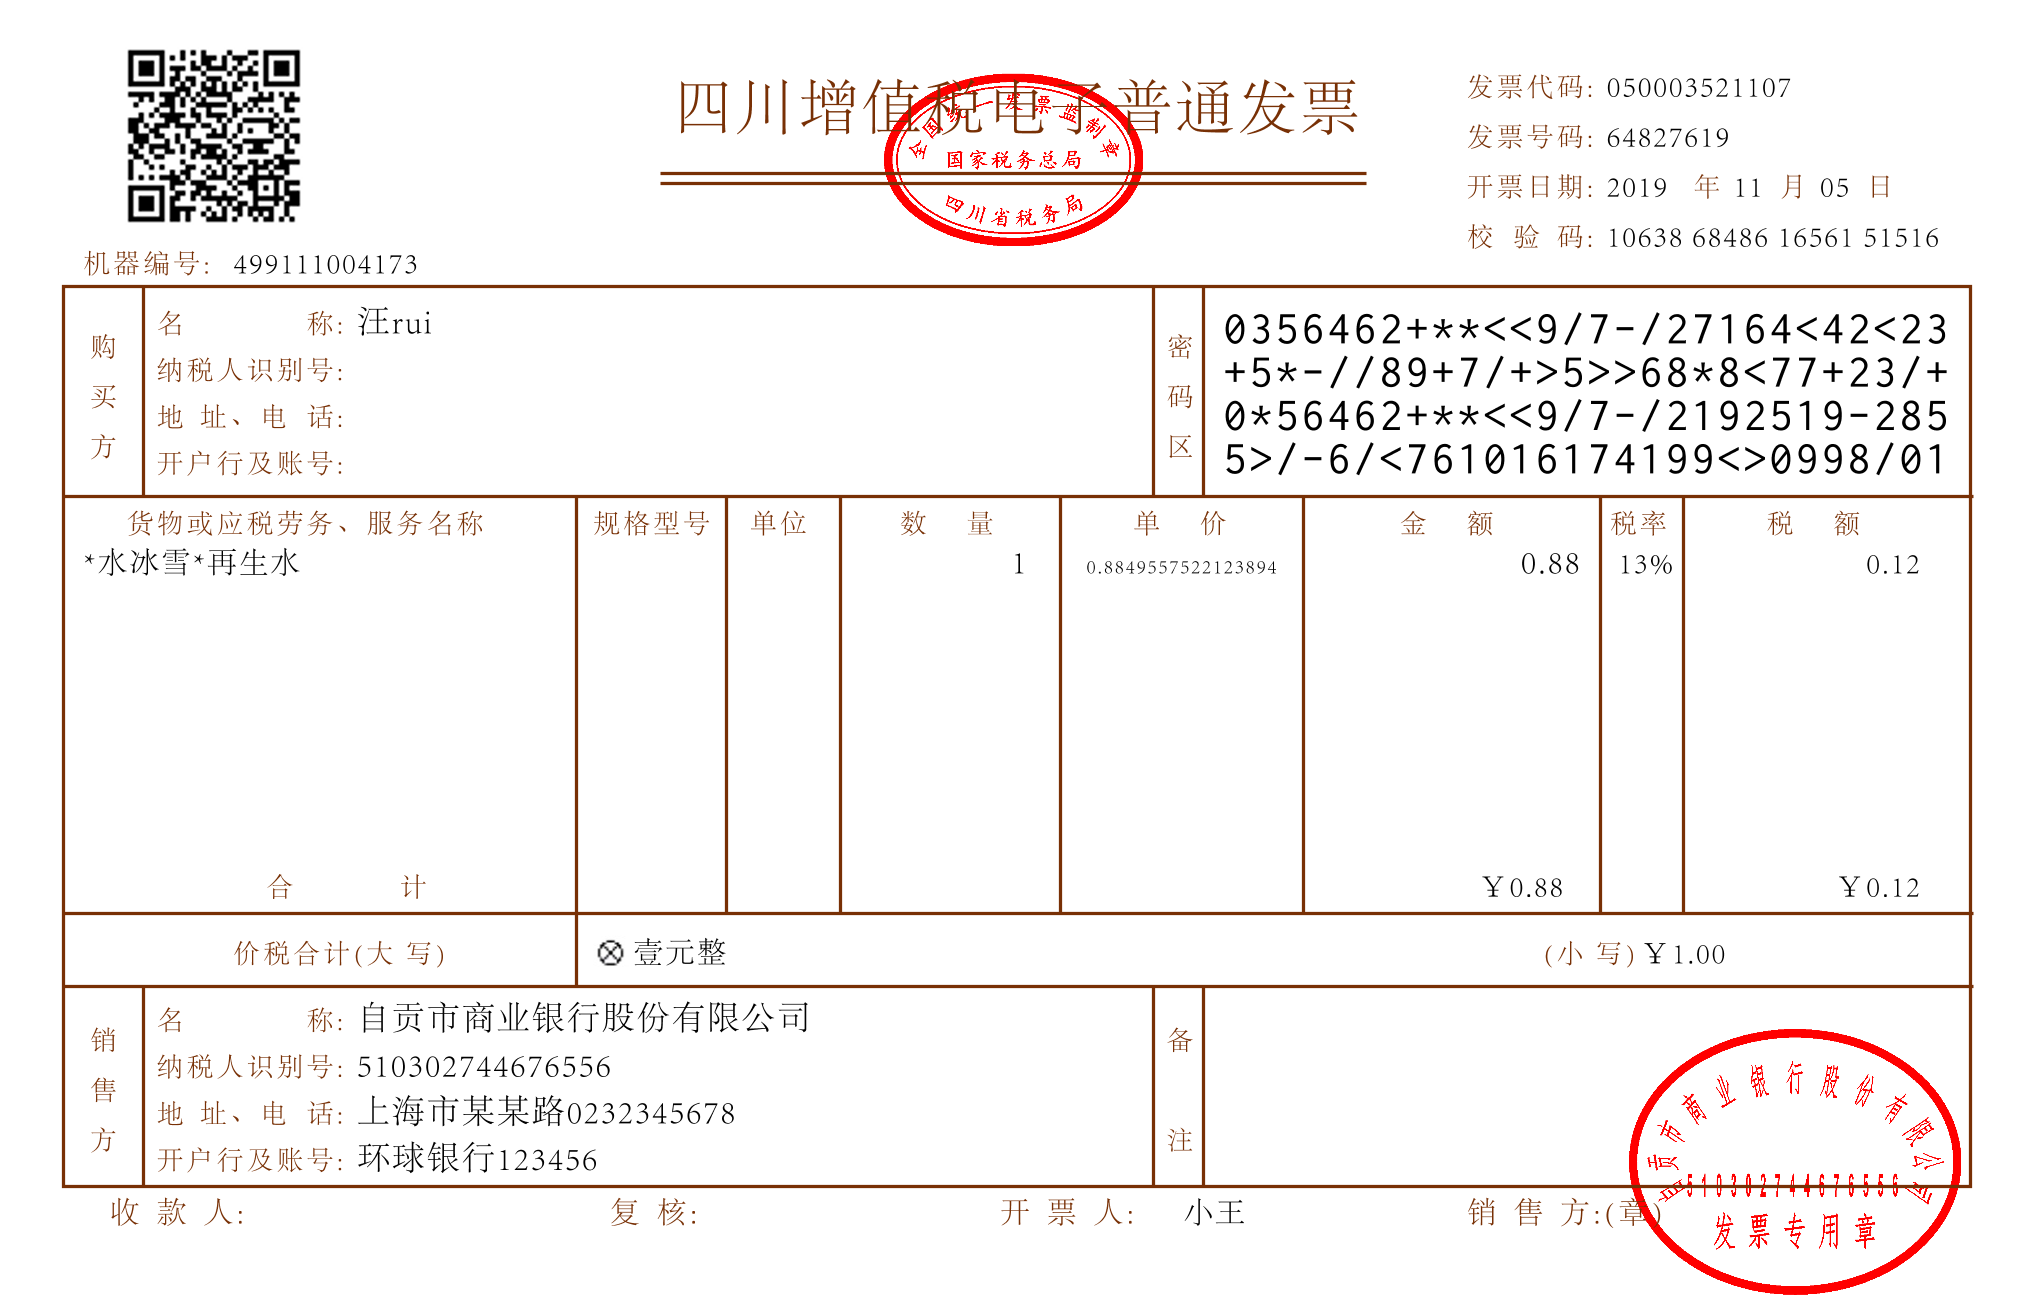 四川增值税电子普通发票
全国统一发票监制章
国家税务总局
四川省税务局
发票代码: 050003521107
发票号码: 64827619
开票日期: 2019 年 11 月 05 日
校 验 码: 10638 68486 16561 51516
机器编号: 499111004173
购买方
名 称: 汪rui
纳税人识别号:
地 址、电 话:
开户行及账号:
密码区
0356462+**<<9/7-/27164<42<23
+5*-//89+7/+>5>>68*8<77+23/+
0*56462+**<<9/7-/2192519-285
5>/-6/<761016174199<>0998/01
货物或应税劳务、服务名称 规格型号 单位 数 量 单 价 金 额 税率 税 额
*水冰雪*再生水 1 0.8849557522123894 0.88 13% 0.12
合 计 ￥0.88 ￥0.12
价税合计(大 写) ⊗ 壹元整 (小 写) ￥1.00
销售方
名 称: 自贡市商业银行股份有限公司
纳税人识别号: 510302744676556
地 址、电 话: 上海市某某路0232345678
开户行及账号: 环球银行123456
备注
收 款 人: 复 核: 开 票 人: 小王 销 售 方:(章)
自贡市商业银行股份有限公司
510302744676556
发票专用章